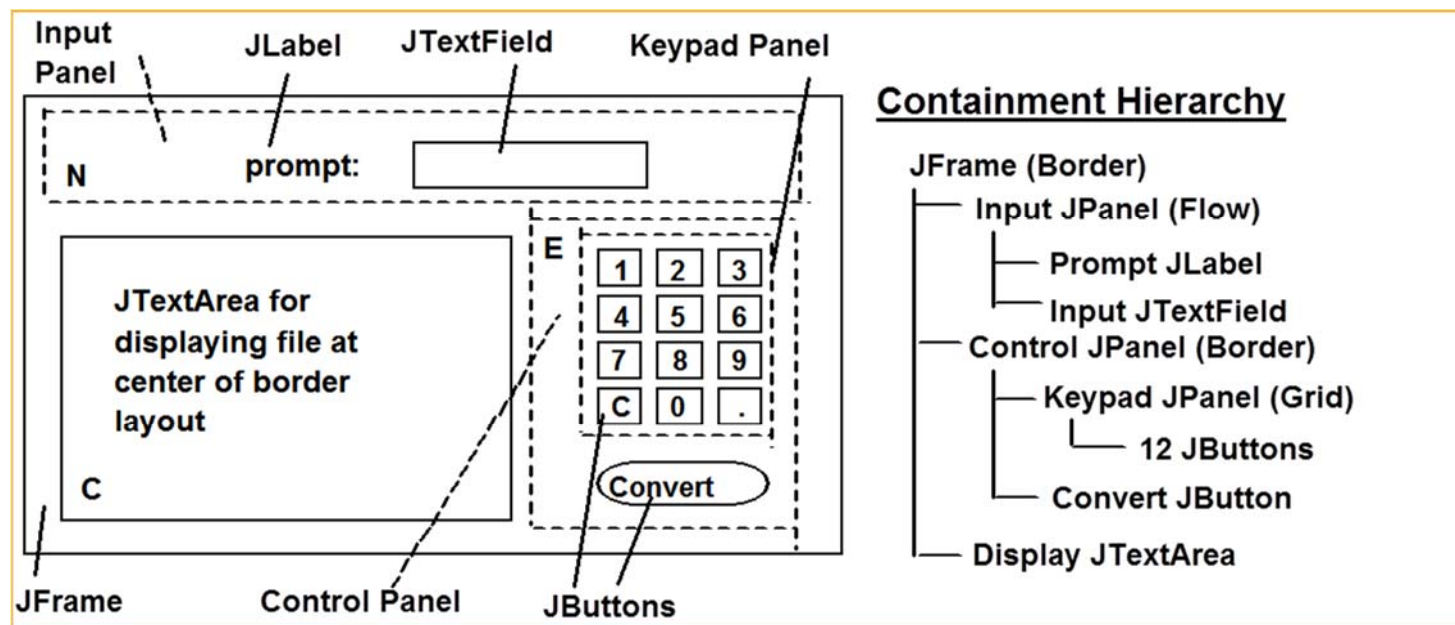 Input
Panel
JLabel
JTextField
Keypad Panel
N
prompt:
E
1 2 3
4 5 6
7 8 9
C 0 .
Convert
JTextArea for
displaying file at
center of border
layout
C
JFrame
Control Panel
JButtons
Containment Hierarchy
JFrame (Border)
Input JPanel (Flow)
Prompt JLabel
Input JTextField
Control JPanel (Border)
Keypad JPanel (Grid)
12 JButtons
Convert JButton
Display JTextArea